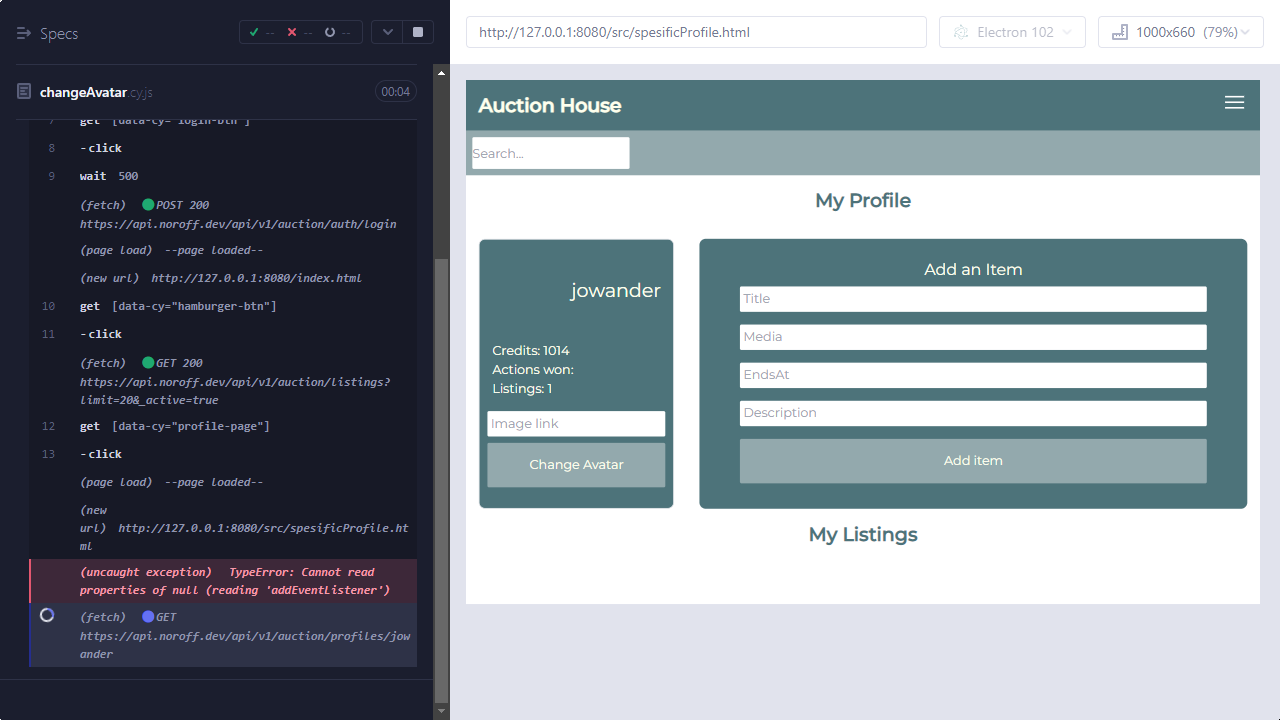 Specs
-- -- --
changeAvatar.cy.js
00:04
7 get [data-cy="login-btn"]
8 -click
9 wait 500
(fetch) POST 200
https://api.noroff.dev/api/v1/auction/auth/login
(page load) --page loaded--
(new url) http://127.0.0.1:8080/index.html
10 get [data-cy="hamburger-btn"]
11 -click
(fetch) GET 200
https://api.noroff.dev/api/v1/auction/listings?
limit=20&_active=true
12 get [data-cy="profile-page"]
13 -click
(page load) --page loaded--
(new
url) http://127.0.0.1:8080/src/spesificProfile.ht
ml
(uncaught exception) TypeError: Cannot read
properties of null (reading 'addEventListener')
(fetch) GET
https://api.noroff.dev/api/v1/auction/profiles/jow
ander
http://127.0.0.1:8080/src/spesificProfile.html
Electron 102
1000x660 (79%)
Auction House
Search...
My Profile
jowander
Credits: 1014
Actions won:
Listings: 1
Image link
Change Avatar
Add an Item
Title
Media
EndsAt
Description
Add item
My Listings